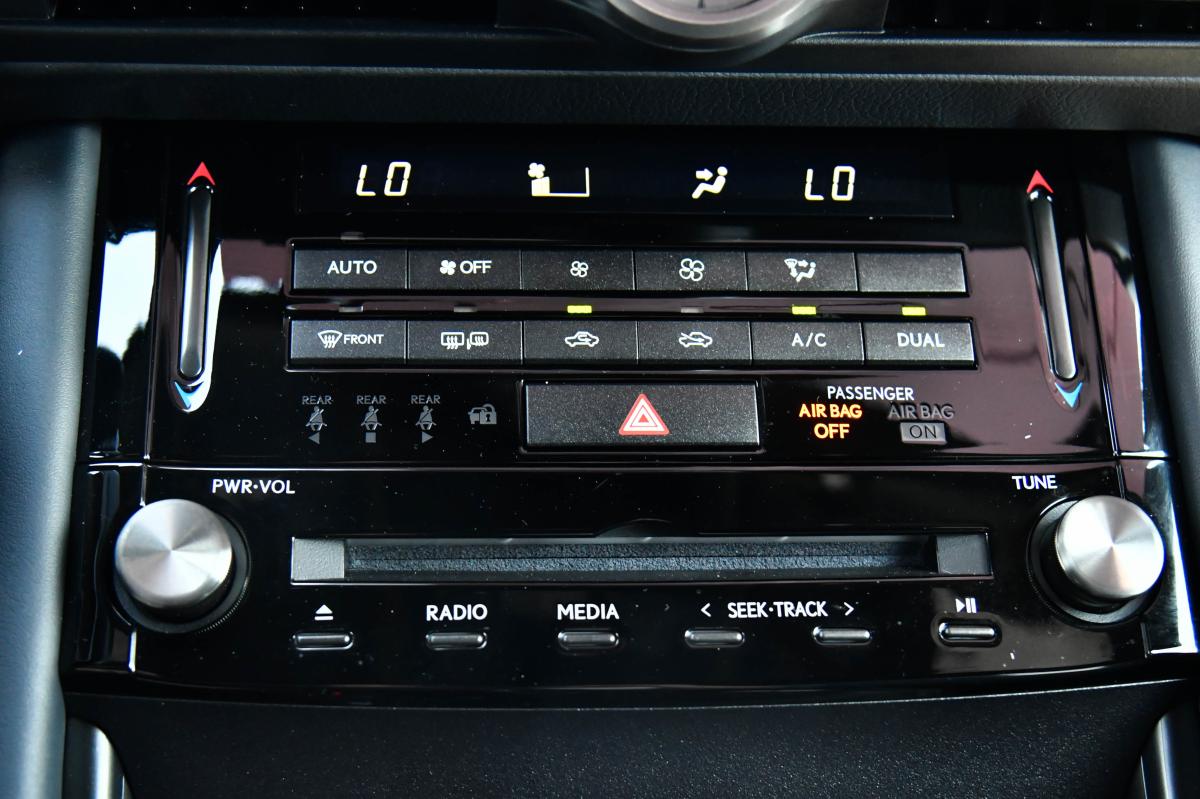 LO LO
AUTO OFF
FRONT A/C DUAL
REAR REAR REAR PASSENGER
AIR BAG OFF AIR BAG ON
PWR·VOL TUNE
RADIO MEDIA < SEEK·TRACK >